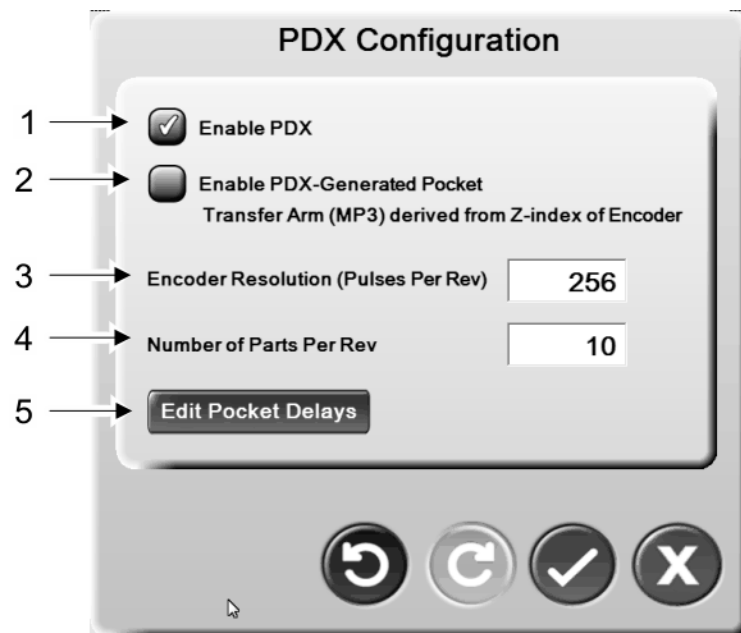 PDX Configuration
1 Enable PDX
2 Enable PDX-Generated Pocket
Transfer Arm (MP3) derived from Z-index of Encoder
3 Encoder Resolution (Pulses Per Rev) 256
4 Number of Parts Per Rev 10
5 Edit Pocket Delays